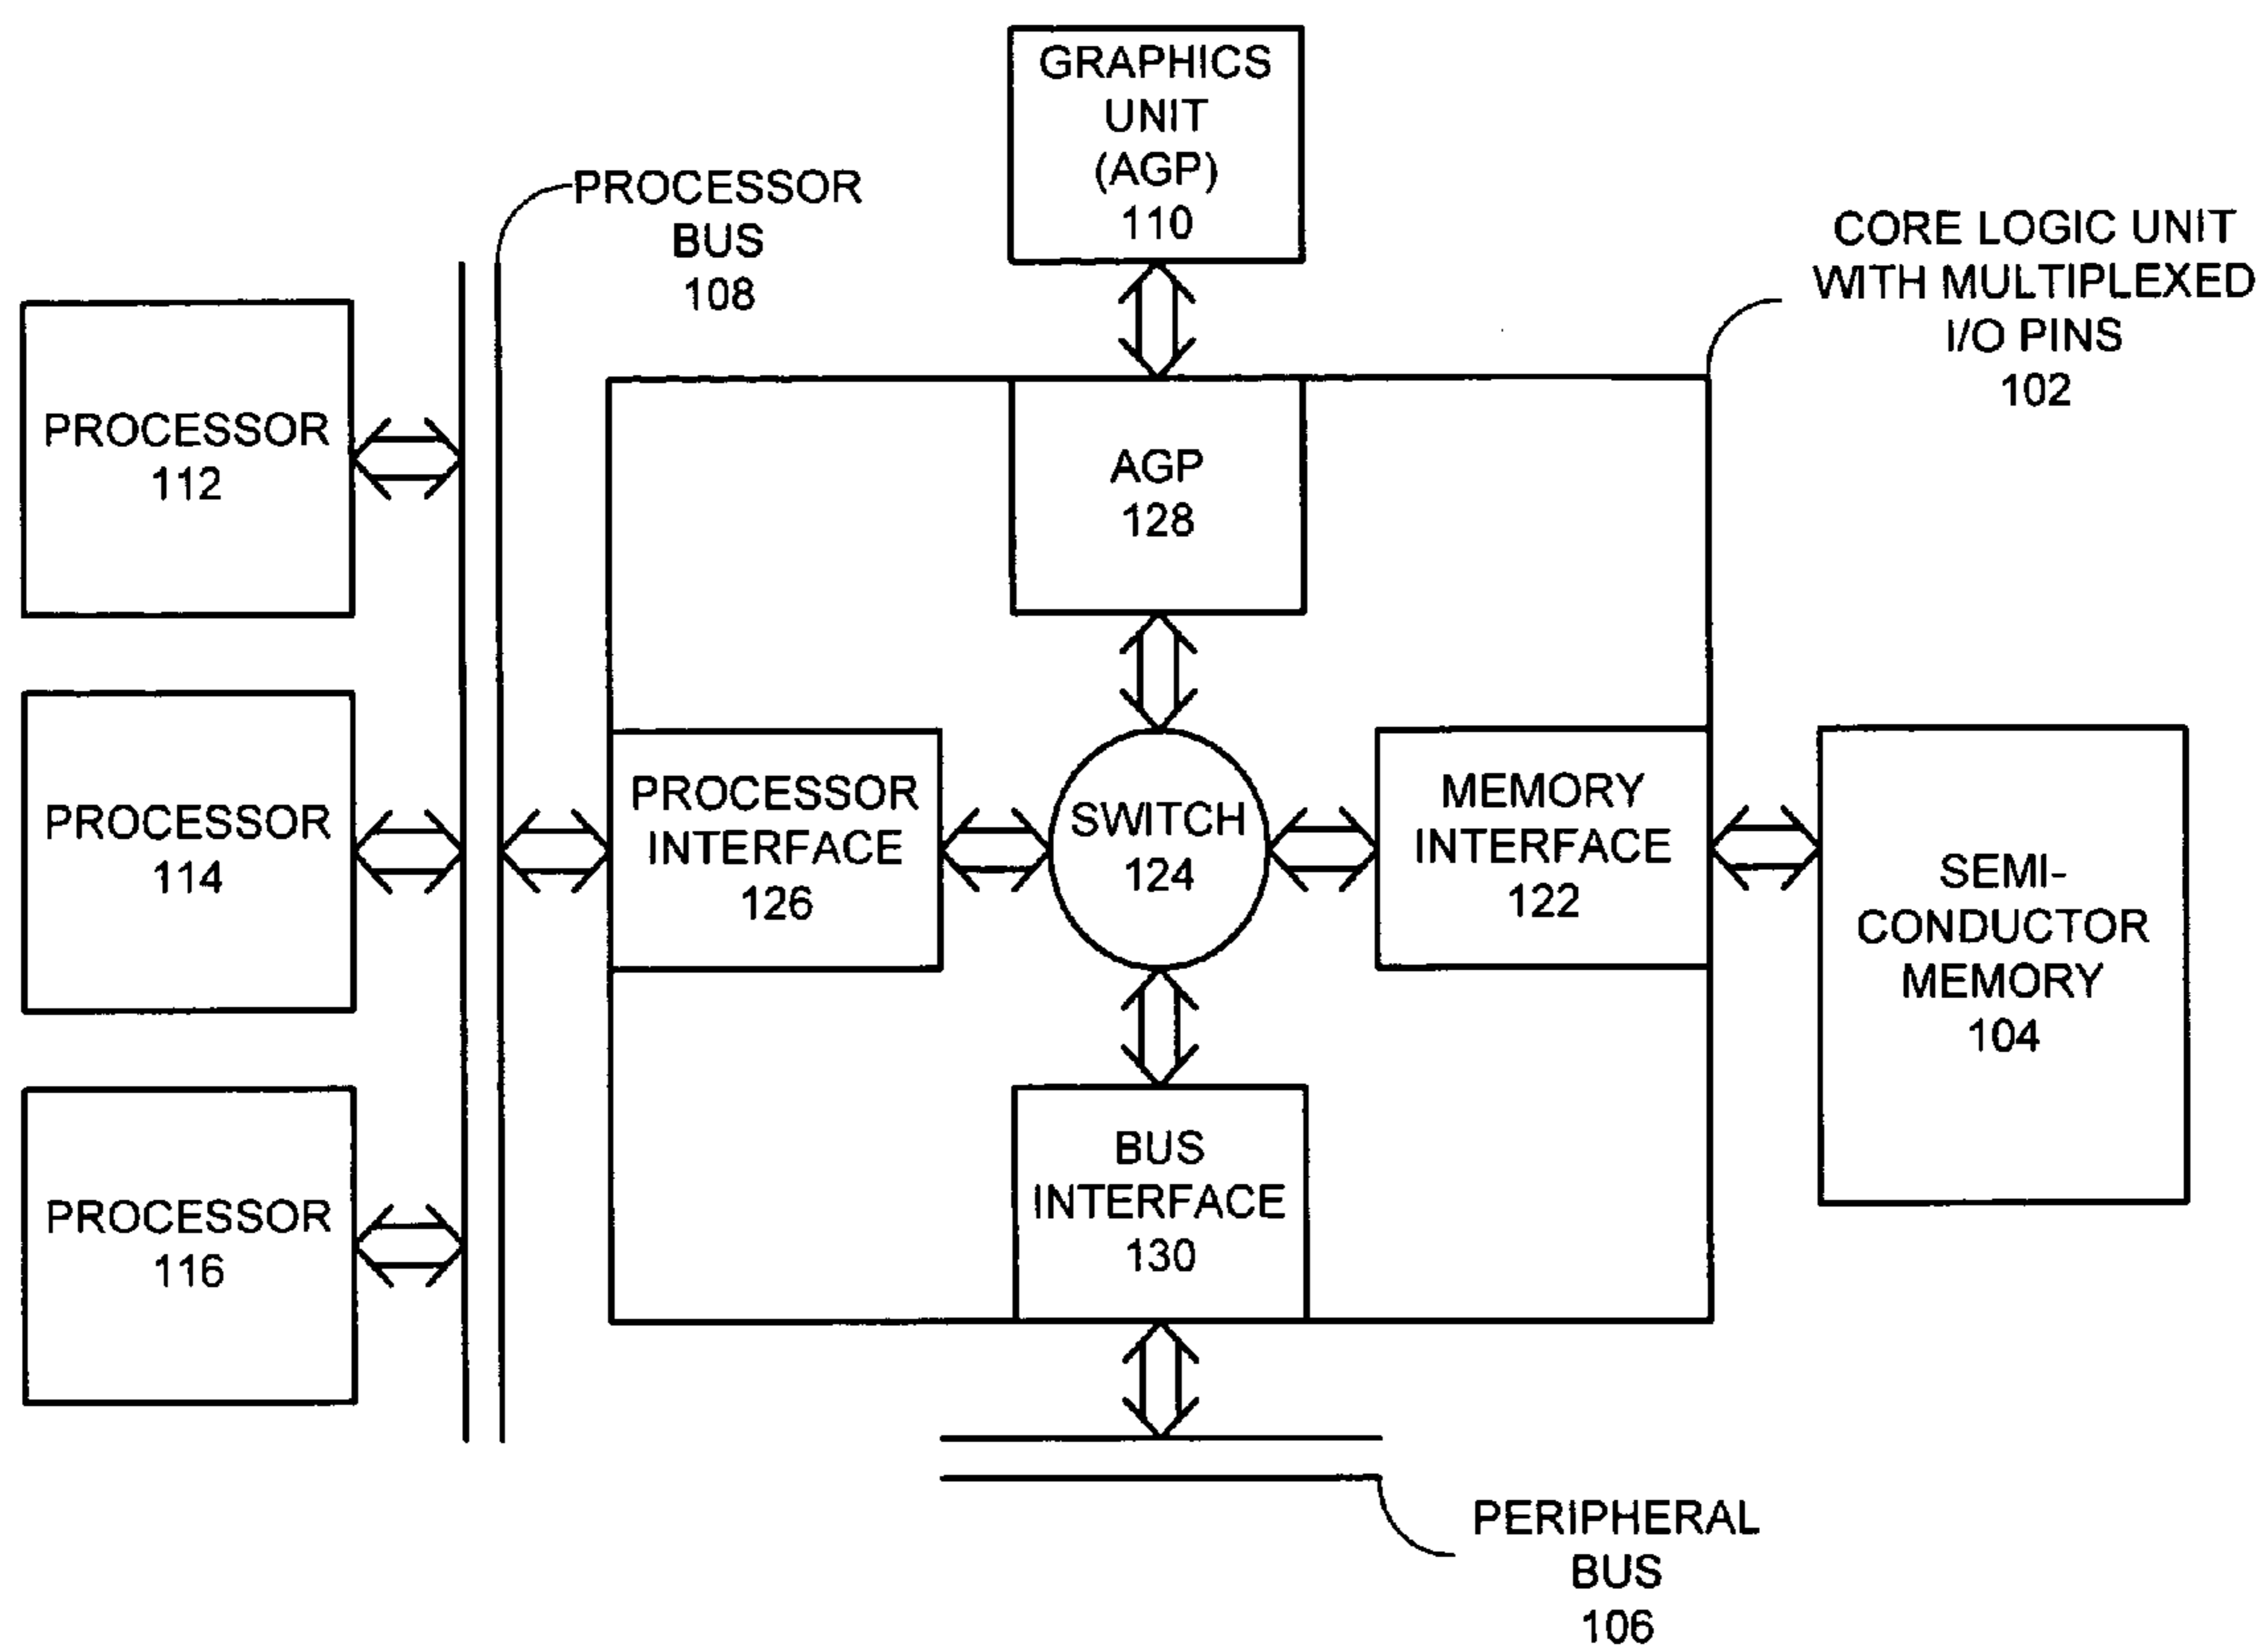 GRAPHICS
UNIT
(AGP)
110
PROCESSOR
BUS
108
CORE LOGIC UNIT
WITH MULTIPLEXED
I/O PINS
102
PROCESSOR
112
AGP
128
PROCESSOR
114
PROCESSOR
INTERFACE
126
SWITCH
124
MEMORY
INTERFACE
122
SEMI-
CONDUCTOR
MEMORY
104
PROCESSOR
116
BUS
INTERFACE
130
PERIPHERAL
BUS
106